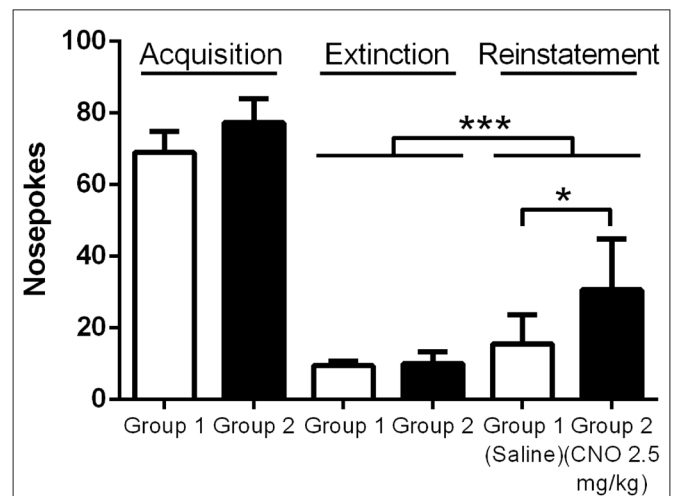 100
Acquisition Extinction Reinstatement
80
***
60
*
40
20
0
Nosepokes
Group 1 Group 2 Group 1 Group 2 Group 1 Group 2
(Saline)(CNO 2.5
mg/kg)